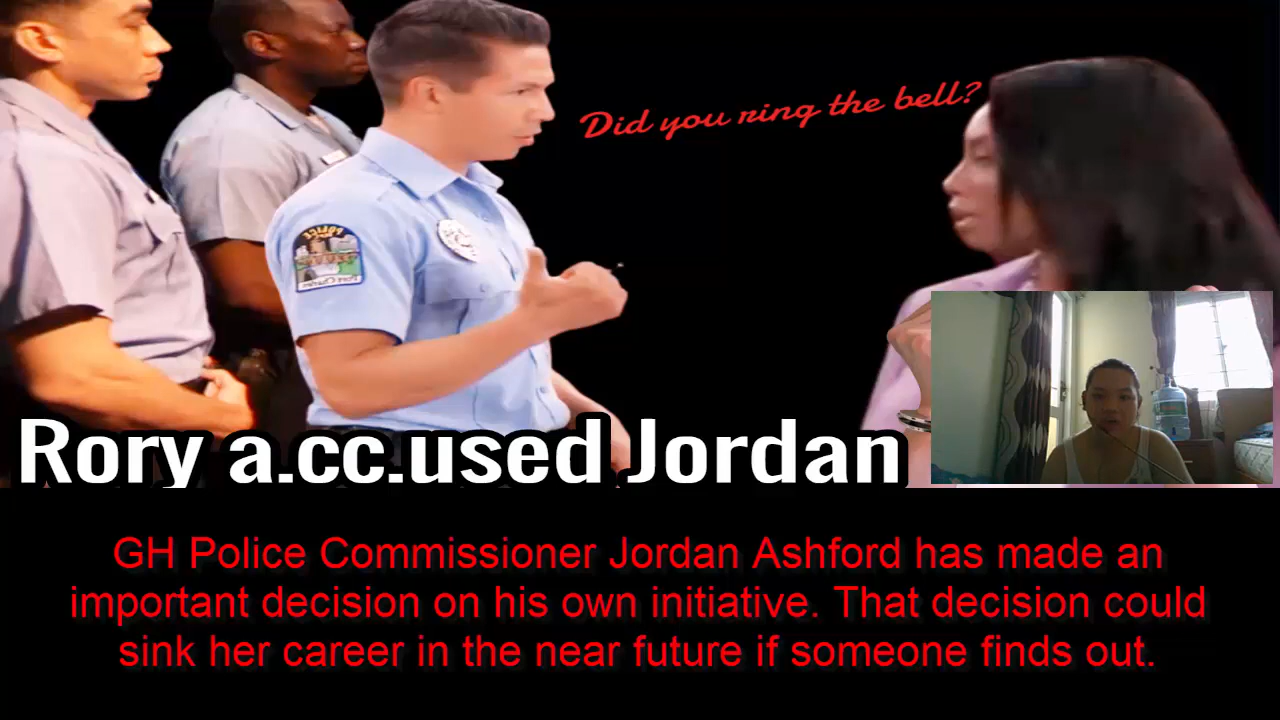 Did you ring the bell?
Rory a.cc.used Jordan
GH Police Commissioner Jordan Ashford has made an
important decision on his own initiative. That decision could
sink her career in the near future if someone finds out.